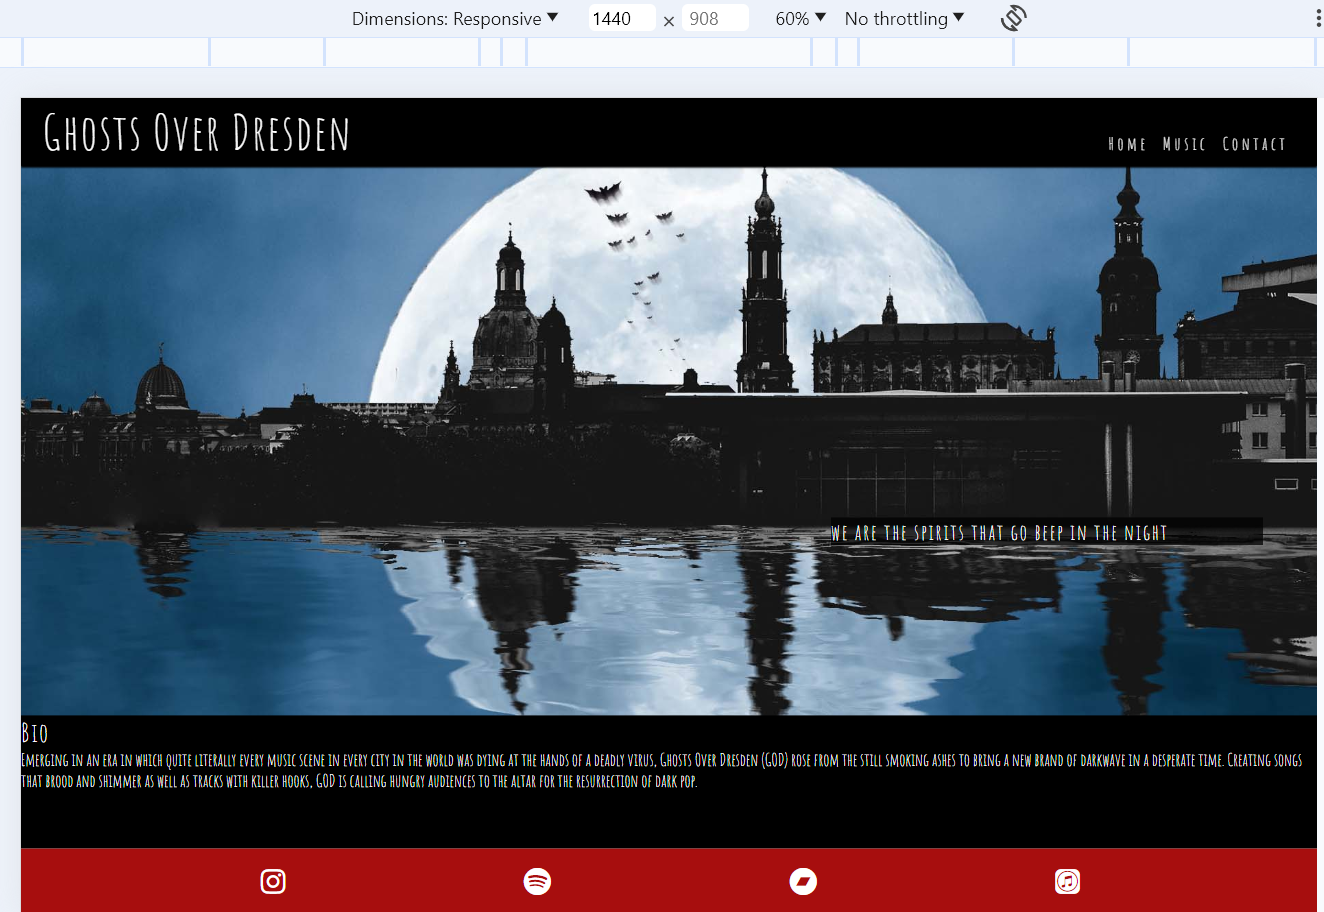 Dimensions: Responsive 1440 × 908 60% No throttling
Ghosts Over Dresden
Home Music Contact
we are the spirits that go beep in the night
Bio
Emerging in an era in which quite literally every music scene in every city in the world was dying at the hands of a deadly virus, Ghosts Over Dresden (GOD) rose from the still smoking ashes to bring a new brand of darkwave in a desperate time. Creating songs
that brood and shimmer as well as tracks with killer hooks, GOD is calling hungry audiences to the altar for the resurrection of dark pop.